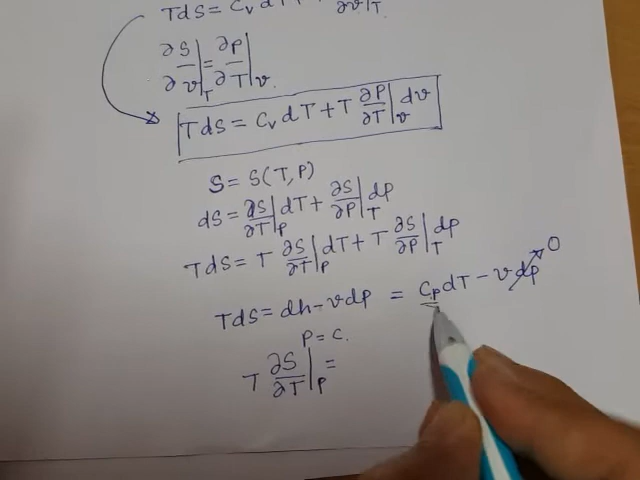 TdS = Cv dT +
∂v|T
∂S/∂v|T = ∂P/∂T|v
TdS = Cv dT + T ∂P/∂T|v dv
S = S(T, P)
dS = ∂S/∂T|P dT + ∂S/∂P|T dp
TdS = T ∂S/∂T|P dT + T ∂S/∂P|T dp
TdS = dh - vdp = Cp dT - v dp 0
P = C.
T ∂S/∂T|P =